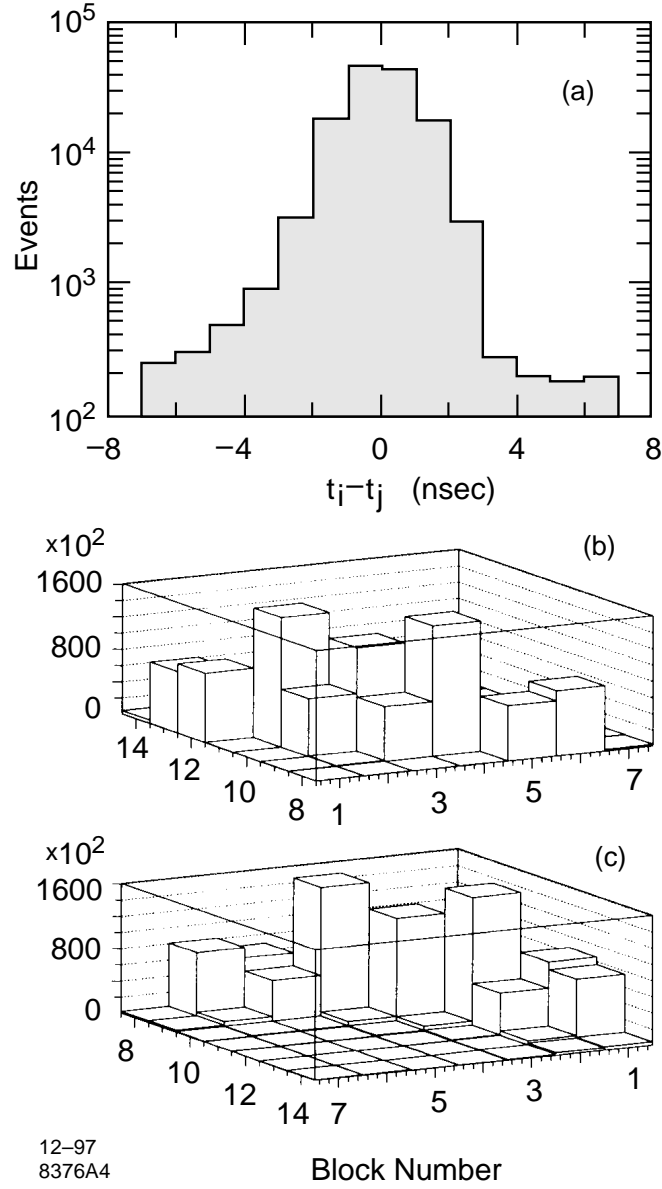 10^5
(a)
10^4
Events
10^3
10^2
−8 −4 0 4 8
t_i−t_j (nsec)
x10^2
(b)
1600
800
0
14 12 10 8 1 3 5 7
x10^2
(c)
1600
800
0
8 10 12 14 7 5 3 1
12−97
8376A4
Block Number